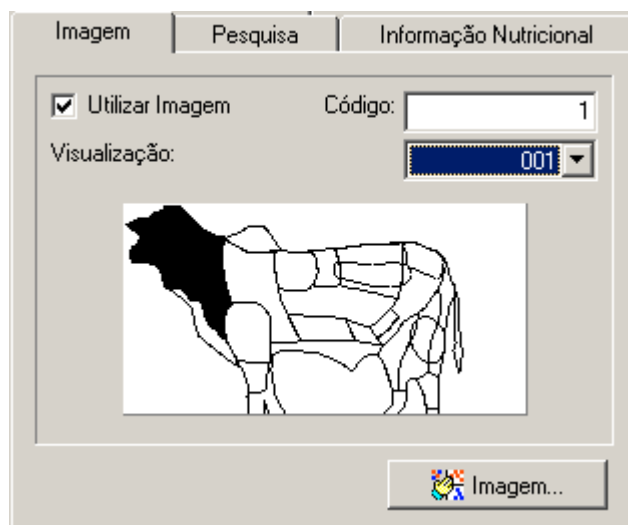 Imagem Pesquisa Informação Nutricional
Utilizar Imagem Código: 1
Visualização: 001
Imagem...